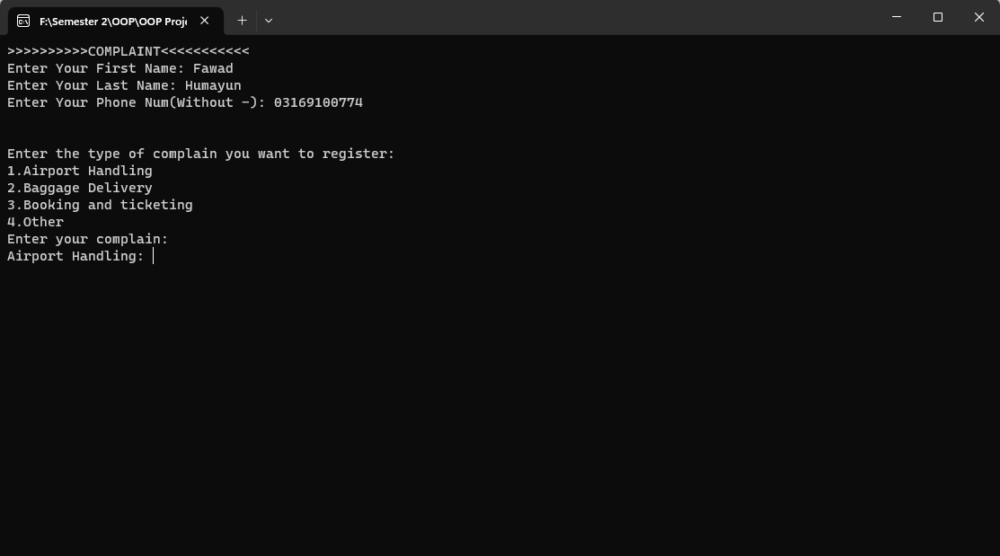 F:\Semester 2\OOP\OOP Proje
>>>>>>>>>>COMPLAINT<<<<<<<<<<<
Enter Your First Name: Fawad
Enter Your Last Name: Humayun
Enter Your Phone Num(Without -): 03169100774
Enter the type of complain you want to register:
1.Airport Handling
2.Baggage Delivery
3.Booking and ticketing
4.Other
Enter your complain:
Airport Handling: